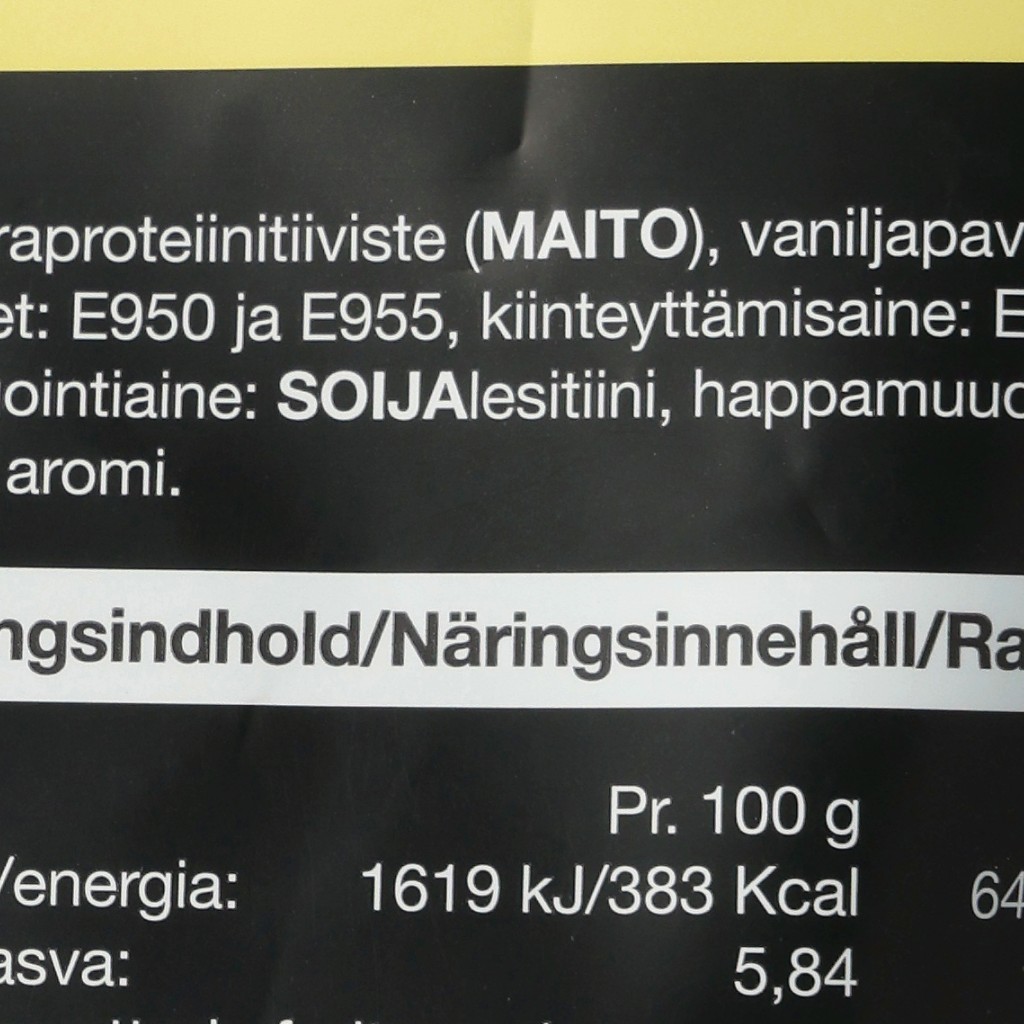 raproteiinitiiviste (MAITO), vaniljapav
et: E950 ja E955, kiinteyttämisaine: E
ointiaine: SOIJAlesitiini, happamuud
aromi.
ngsindhold/Näringsinnehåll/Ra
Pr. 100 g
/energia: 1619 kJ/383 Kcal 64
asva: 5,84